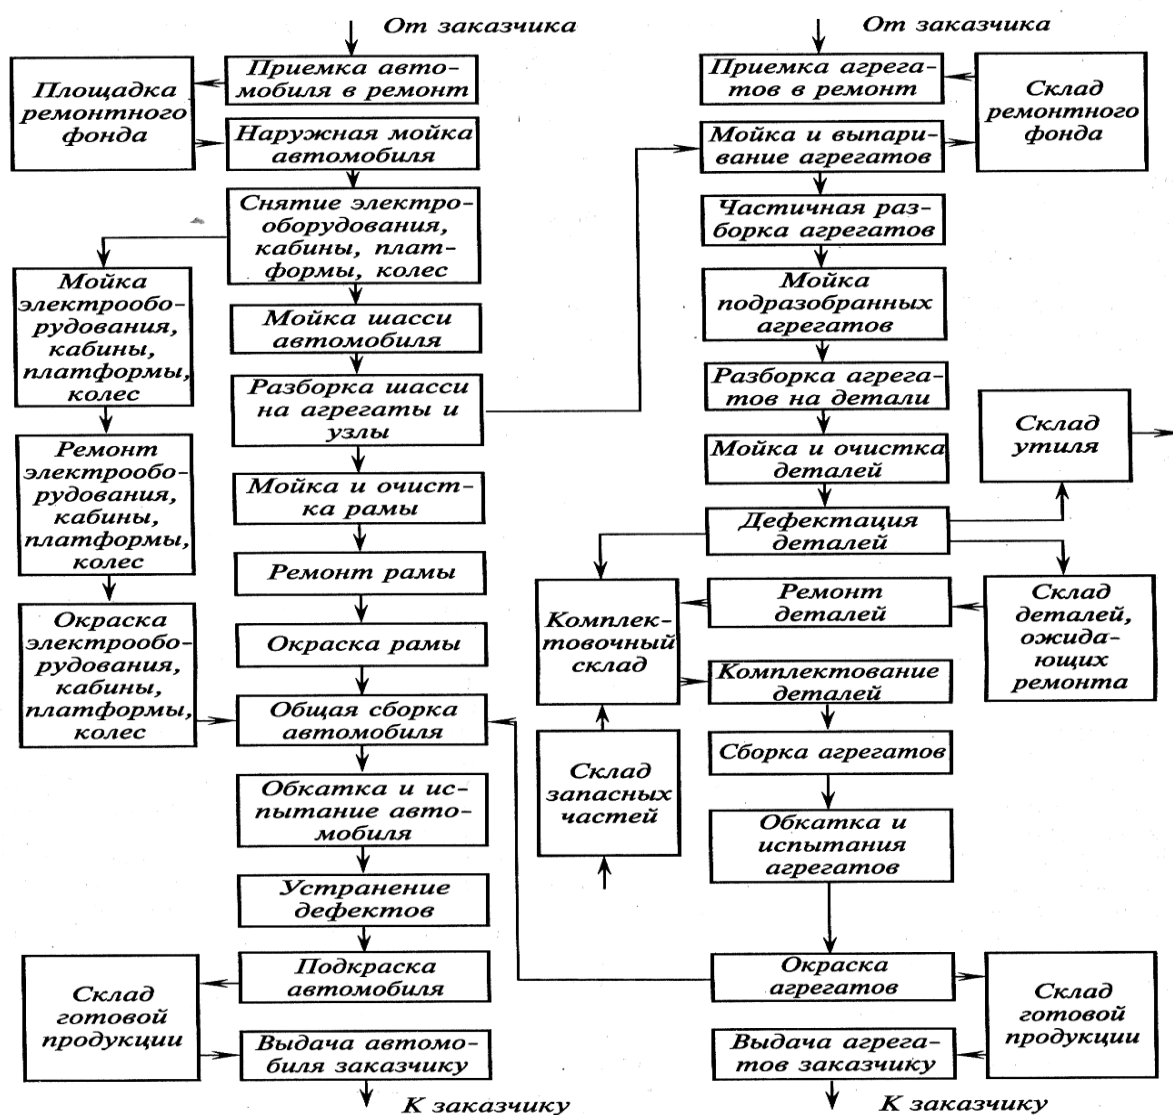 От заказчика
Приемка авто-
мобиля в ремонт
Площадка
ремонтного
фонда
Наружная мойка
автомобиля
Снятие электро-
оборудования,
кабины, плат-
формы, колес
Мойка
электрообо-
рудования,
кабины,
платформы,
колес
Мойка шасси
автомобиля
Разборка шасси
на агрегаты и
узлы
Ремонт
электрообо-
рудования,
кабины,
платформы,
колес
Мойка и очист-
ка рамы
Ремонт рамы
Окраска
электрообо-
рудования,
кабины,
платформы,
колес
Окраска рамы
Общая сборка
автомобиля
Обкатка и ис-
пытание авто-
мобиля
Устранение
дефектов
Подкраска
автомобиля
Склад
готовой
продукции
Выдача автомо-
биля заказчику
К заказчику
От заказчика
Приемка агрега-
тов в ремонт
Склад
ремонтного
фонда
Мойка и выпари-
вание агрегатов
Частичная раз-
борка агрегатов
Мойка
подразобранных
агрегатов
Разборка агрега-
тов на детали
Мойка и очистка
деталей
Склад
утиля
Дефектация
деталей
Комплек-
товочный
склад
Ремонт
деталей
Склад
деталей,
ожида-
ющих
ремонта
Комплектование
деталей
Склад
запасных
частей
Сборка агрегатов
Обкатка и
испытания
агрегатов
Окраска
агрегатов
Склад
готовой
продукции
Выдача агрега-
тов заказчику
К заказчику